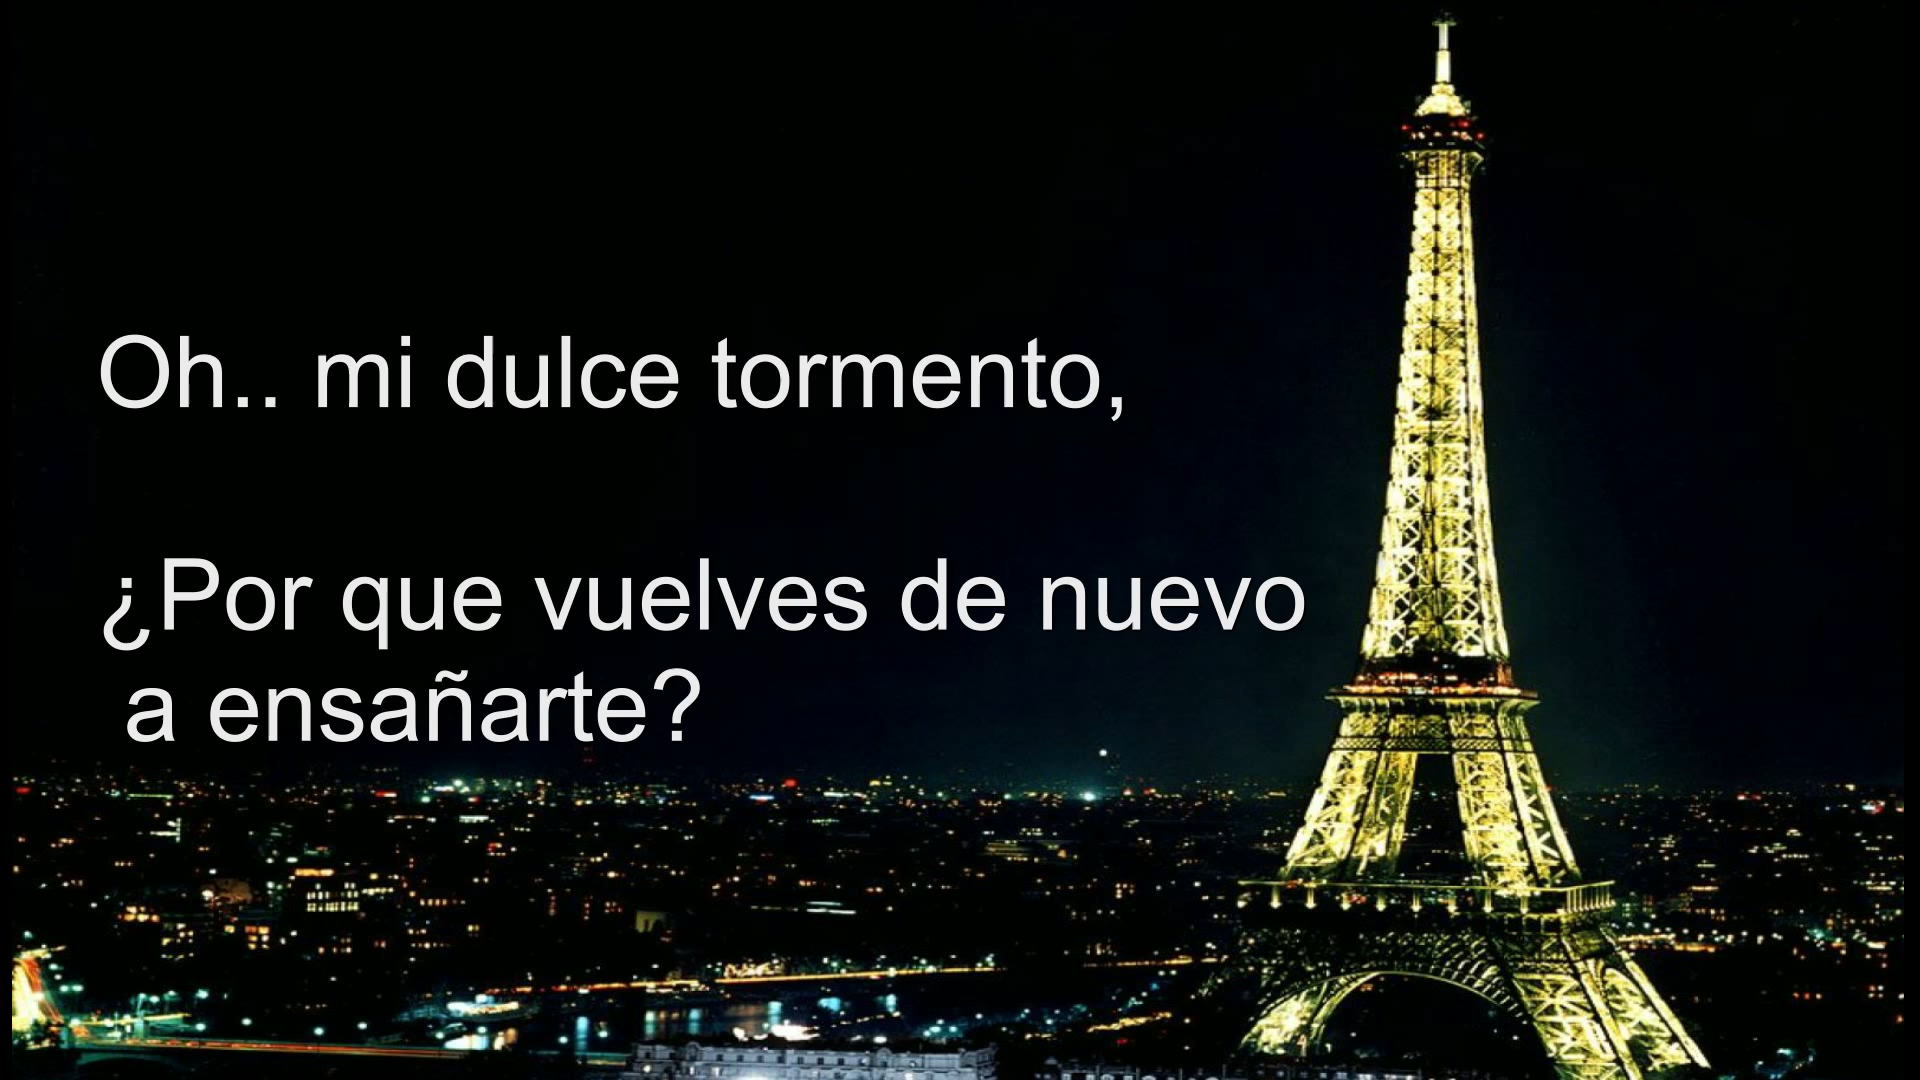 Oh.. mi dulce tormento,
¿Por que vuelves de nuevo
a ensañarte?